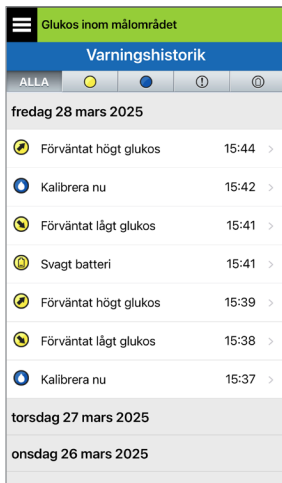 Glukos inom målområdet
Varningshistorik
ALLA
fredag 28 mars 2025
Förväntat högt glukos 15:44
Kalibrera nu 15:42
Förväntat lågt glukos 15:41
Svagt batteri 15:41
Förväntat högt glukos 15:39
Förväntat lågt glukos 15:38
Kalibrera nu 15:37
torsdag 27 mars 2025
onsdag 26 mars 2025